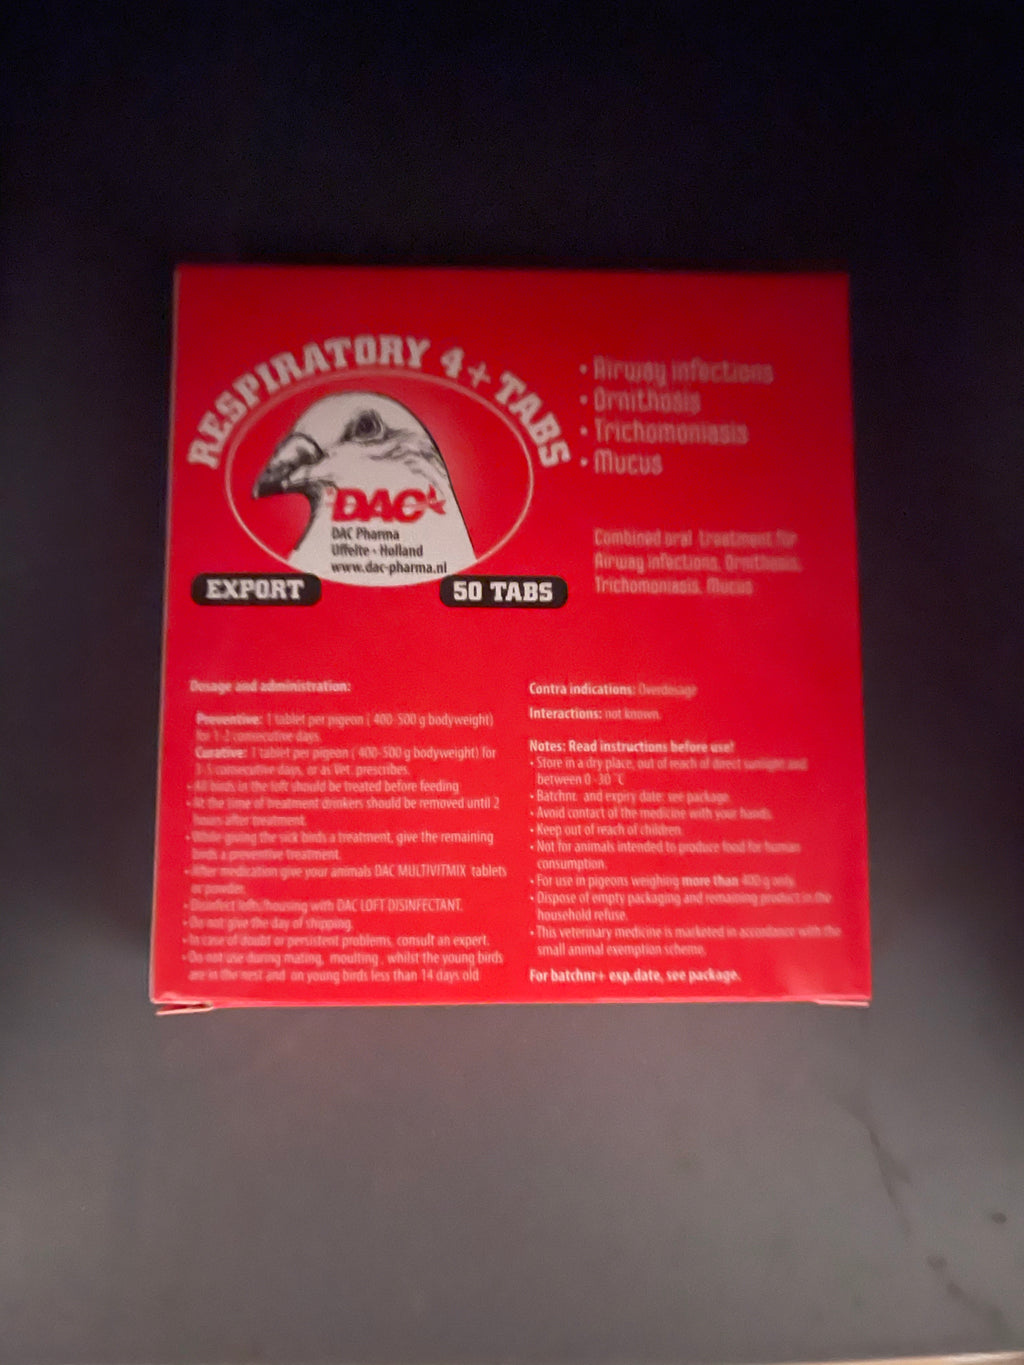 RESPIRATORY 4+ TABS
DAC
DAC Pharma
Uffelte - Holland
www.dac-pharma.nl
EXPORT
50 TABS
• Airway infections
• Ornithosis
• Trichomoniasis
• Mucus
Combined oral treatment for
Airway infections, Ornithosis,
Trichomoniasis, Mucus
Dosage and administration:
Preventive: 1 tablet per pigeon ( 400-500 g bodyweight)
for 1-2 consecutive days.
Curative: 1 tablet per pigeon ( 400-500 g bodyweight) for
3-5 consecutive days, or as Vet. prescribes.
• All birds in the loft should be treated before feeding
• At the time of treatment drinkers should be removed until 2
hours after treatment.
• While giving the sick birds a treatment, give the remaining
birds a preventive treatment.
• After medication give your animals DAC MULTIVITMIX tablets
or powder.
• Disinfect lofts/housing with DAC LOFT DISINFECTANT.
• Do not give the day of shipping.
• In case of doubt or persistent problems, consult an expert.
• Do not use during mating, moulting , whilst the young birds
are in the nest and on young birds less than 14 days old
Contra indications: Overdosage
Interactions: not known.
Notes: Read instructions before use!
• Store in a dry place, out of reach of direct sunlight and
between 0 -30 °C
• Batchnr. and expiry date: see package.
• Avoid contact of the medicine with your hands.
• Keep out of reach of children.
• Not for animals intended to produce food for human
consumption.
• For use in pigeons weighing more than 400 g only.
• Dispose of empty packaging and remaining product in the
household refuse.
• This veterinary medicine is marketed in accordance with the
small animal exemption scheme.
For batchnr+ exp.date, see package.